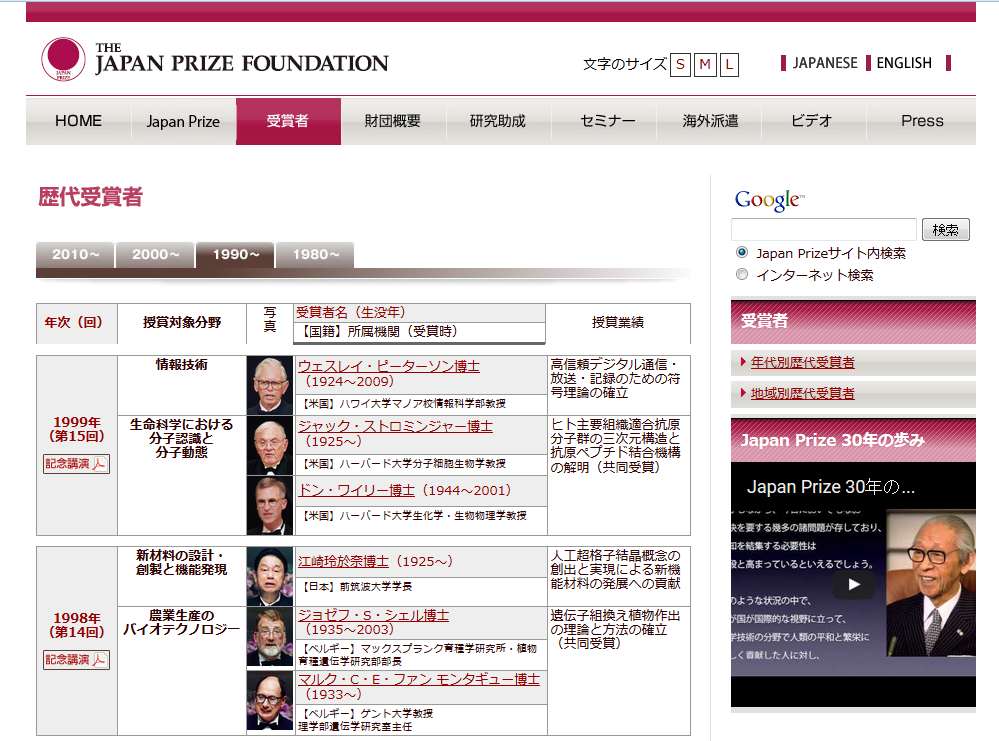 THE
JAPAN PRIZE FOUNDATION
JAPAN
PRIZE
文字のサイズ S M L
JAPANESE ENGLISH
HOME Japan Prize 受賞者 財団概要 研究助成 セミナー 海外派遣 ビデオ Press
歴代受賞者
2010～ 2000～ 1990～ 1980～
年次（回） 授賞対象分野 写真 受賞者名（生没年） 授賞業績
【国籍】所属機関（受賞時）
1999年
（第15回）
記念講演
情報技術
ウェスレイ・ピーターソン博士
（1924～2009）
【米国】ハワイ大学マノア校情報科学部教授
高信頼デジタル通信・
放送・記録のための符
号理論の確立
生命科学における
分子認識と
分子動態
ジャック・ストロミンジャー博士
（1925～）
【米国】ハーバード大学分子細胞生物学教授
ドン・ワイリー博士（1944～2001）
【米国】ハーバード大学生化学・生物物理学教授
ヒト主要組織適合抗原
分子群の三次元構造と
抗原ペプチド結合機構
の解明（共同受賞）
1998年
（第14回）
記念講演
新材料の設計・
創製と機能発現
江崎玲於奈博士（1925～）
【日本】前筑波大学学長
人工超格子結晶概念の
創出と実現による新機
能材料の発展への貢献
農業生産の
バイオテクノロジー
ジョゼフ・S・シェル博士
（1935～2003）
【ベルギー】マックスプランク育種学研究所・植物
育種遺伝学研究部部長
マルク・C・E・ファン モンタギュー博士
（1933～）
【ベルギー】ゲント大学教授
理学部遺伝学研究室主任
遺伝子組換え植物作出
の理論と方法の確立
（共同受賞）
Google™
検索
Japan Prizeサイト内検索
インターネット検索
受賞者
年代別歴代受賞者
地域別歴代受賞者
Japan Prize 30年の歩み
Japan Prize 30年の...
決を要する幾多の諸問題が存しており、
知を結集する必要性は
段と高まっているといえるでしょう。
のような状況の中で、
が国が国際的な視野に立って、
学技術の分野で人類の平和と繁栄に
しく貢献した人に対し、